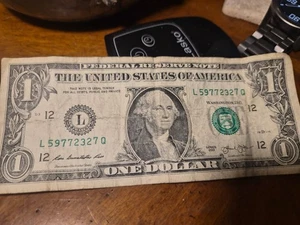 asko
FEDERAL RESERVE NOTE
THE UNITED STATES OF AMERICA
THIS NOTE IS LEGAL TENDER
FOR ALL DEBTS, PUBLIC AND PRIVATE
L 59772327 Q
WASHINGTON, D.C.
12
L
12
L 59772327 Q
12
12
1
1
1
1
ONE DOLLAR